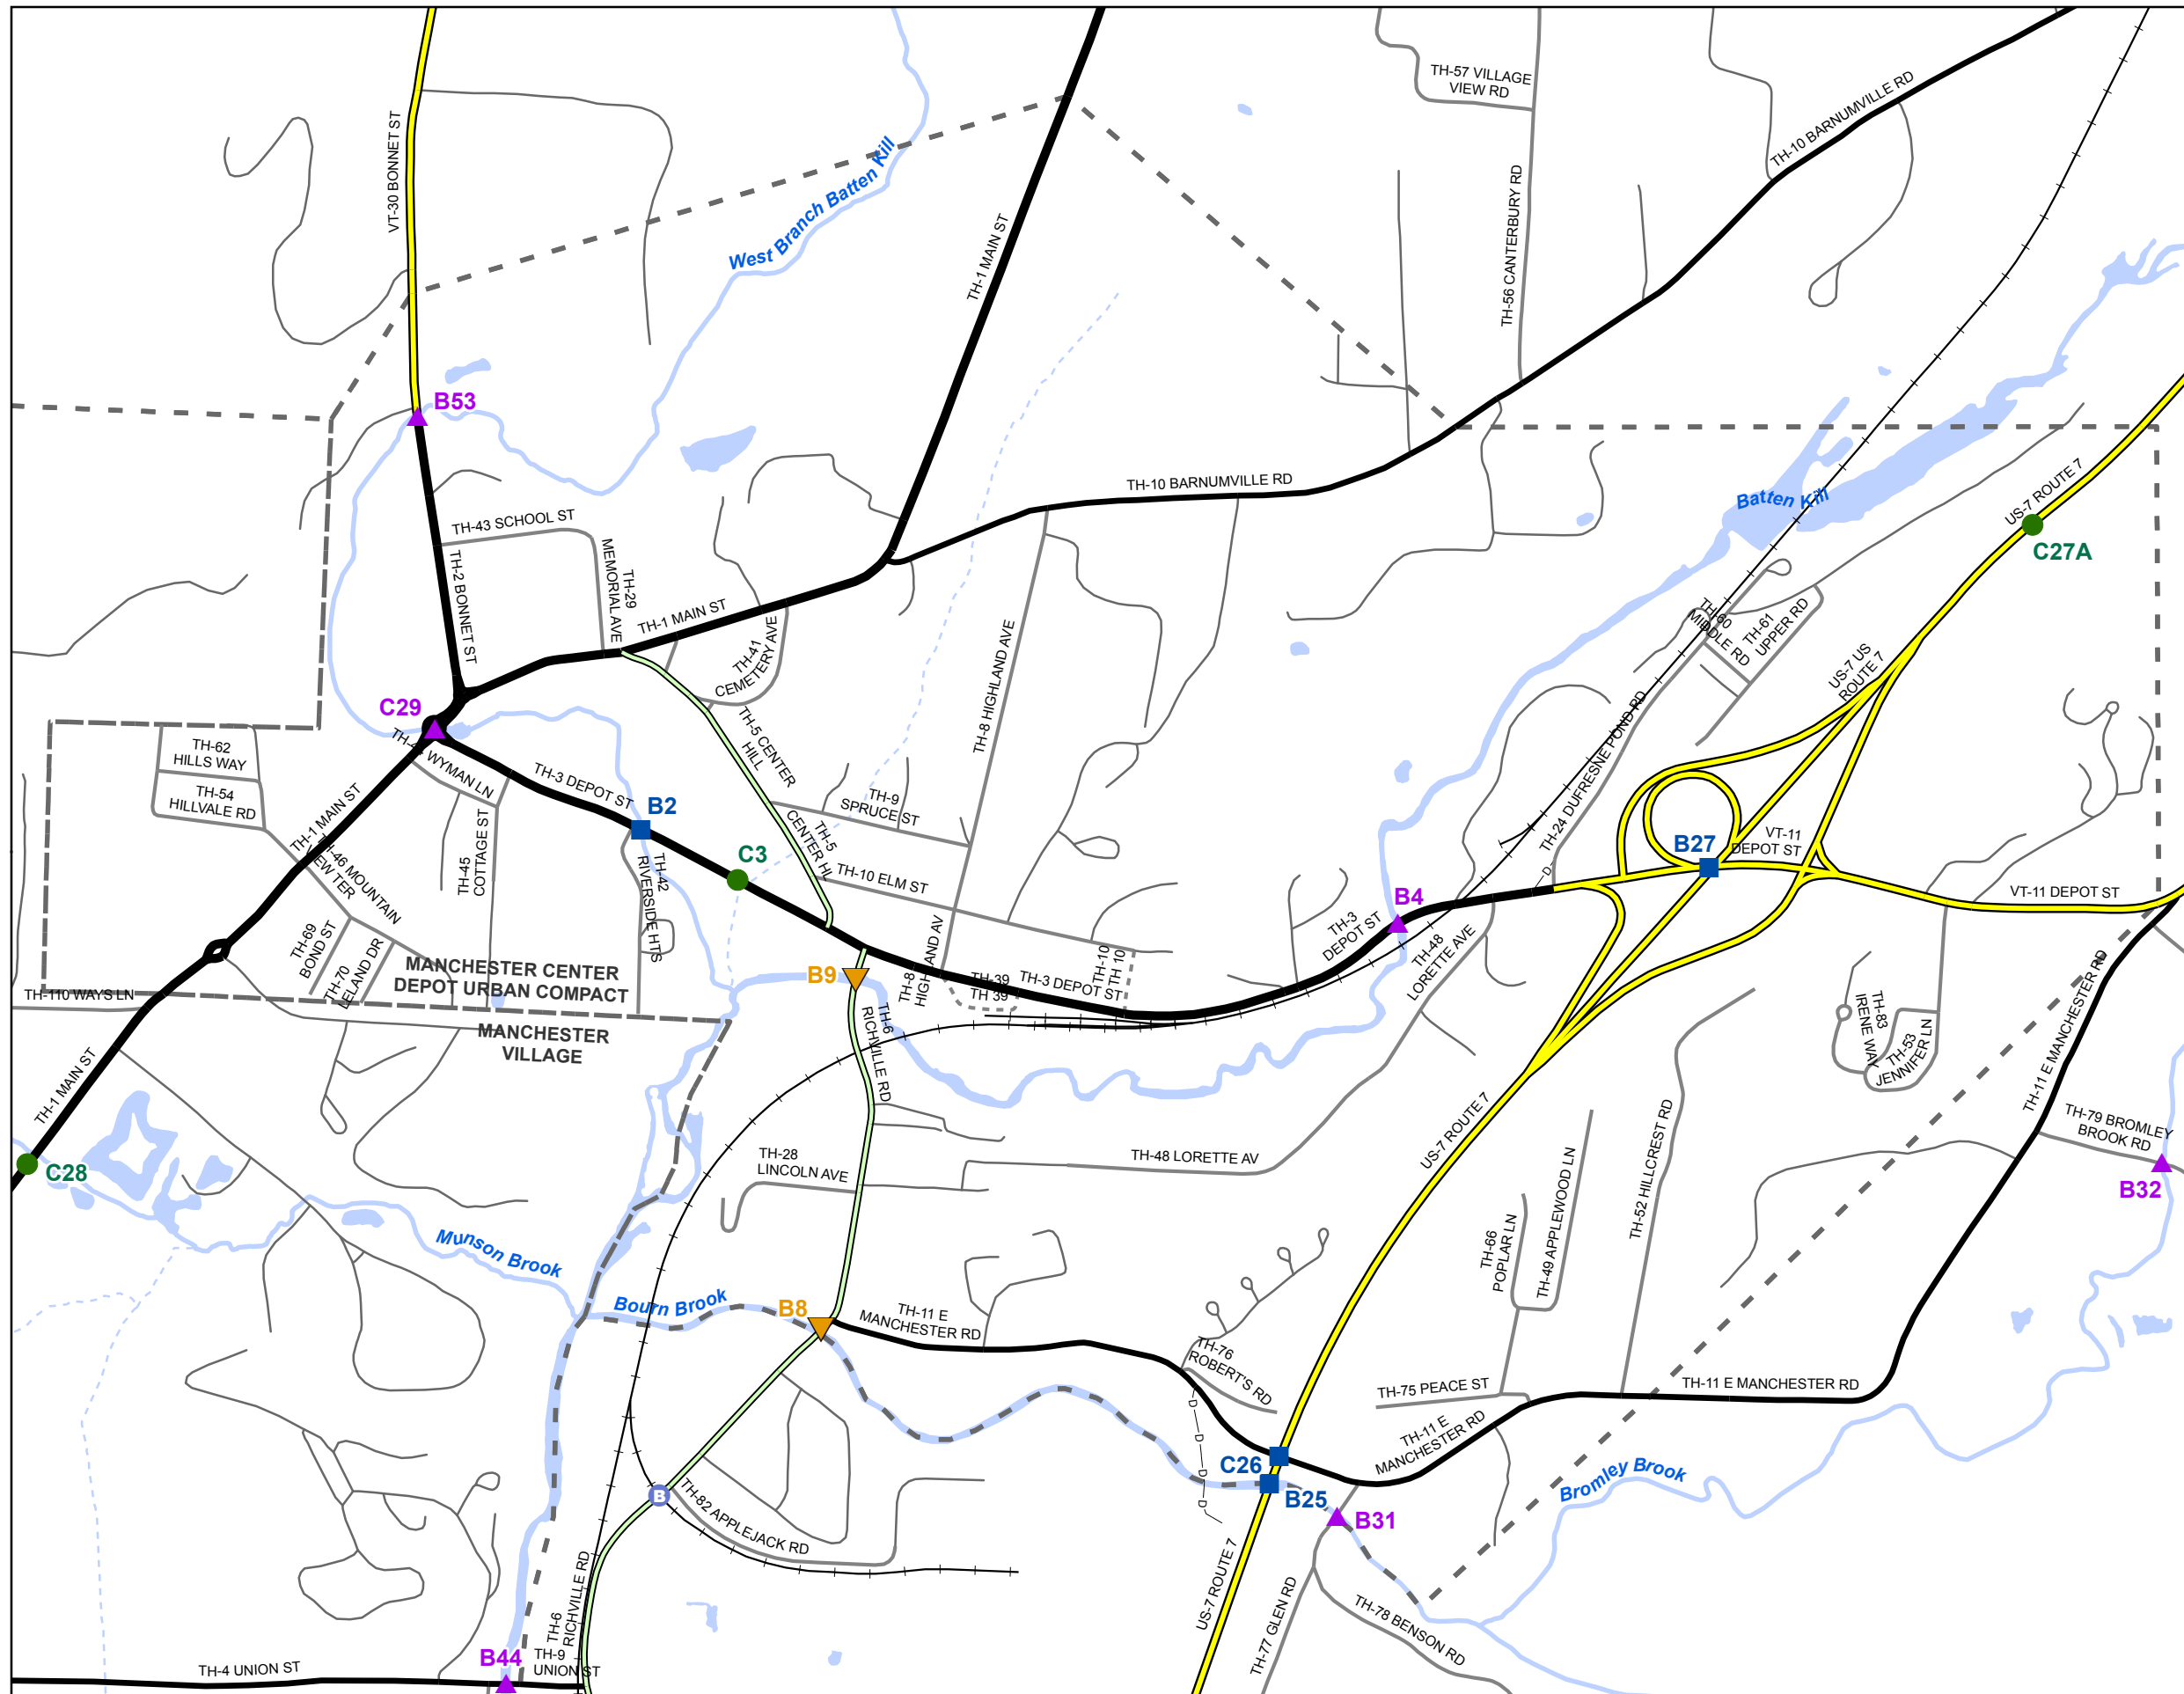 TH-57 VILLAGE
VIEW RD
TH-10 BARNUMVILLE RD
VT-30 BONNET ST
West Branch Batten Kill
TH-1 MAIN ST
TH-56 CANTERBURY RD
B53
TH-10 BARNUMVILLE RD
Batten Kill
US-7 ROUTE 7
C27A
TH-43 SCHOOL ST
TH-2 BONNET ST
TH-29
MEMORIAL AVE
TH-1 MAIN ST
TH-41
CEMETERY AVE
TH-8 HIGHLAND AVE
TH-60
MIDDLE RD
TH-61
UPPER RD
US-7 US
ROUTE 7
C29
TH-62
HILLS WAY
TH-54
HILLVALE RD
WYMAN LN
TH-3 DEPOT ST
B2
TH-5 CENTER
HILL
TH-9
SPRUCE ST
TH-5
CENTER HL
TH-10 ELM ST
TH-24 DUFRESNE POND RD
D
B27
VT-11
DEPOT ST
VT-11 DEPOT ST
TH-1 MAIN ST
TH-46 MOUNTAIN
VIEW TER
TH-45
COTTAGE ST
TH-42
RIVERSIDE HTS
C3
B4
TH-3
DEPOT ST
TH-48
LORETTE AVE
TH-69
BOND ST
TH-70
LELAND DR
MANCHESTER CENTER
DEPOT URBAN COMPACT
MANCHESTER
VILLAGE
TH-110 WAYS LN
B9
TH-8
HIGHLAND AV
TH-39
TH 39
TH-3 DEPOT ST
TH-10
TH 10
TH-6
RICHVILLE RD
TH-83
IRENE WAY
TH-53
JENNIFER LN
TH-11 E MANCHESTER RD
TH-79 BROMLEY
BROOK RD
B32
TH-1 MAIN ST
C28
TH-28
LINCOLN AVE
TH-48 LORETTE AV
US-7 ROUTE 7
TH-66
POPLAR LN
TH-49 APPLEWOOD LN
TH-52 HILLCREST RD
Munson Brook
Bourn Brook
B8
TH-11 E
MANCHESTER RD
TH-76
ROBERT'S RD
TH-75 PEACE ST
TH-11 E MANCHESTER RD
TH-11 E
MANCHESTER RD
D
D
D
D
C26
B25
B31
Bromley Brook
B
TH-82 APPLEJACK RD
TH-6
RICHVILLE RD
US-7 ROUTE 7
TH-77 GLEN RD
TH-78 BENSON RD
TH-4 UNION ST
B44
TH-9
UNION ST